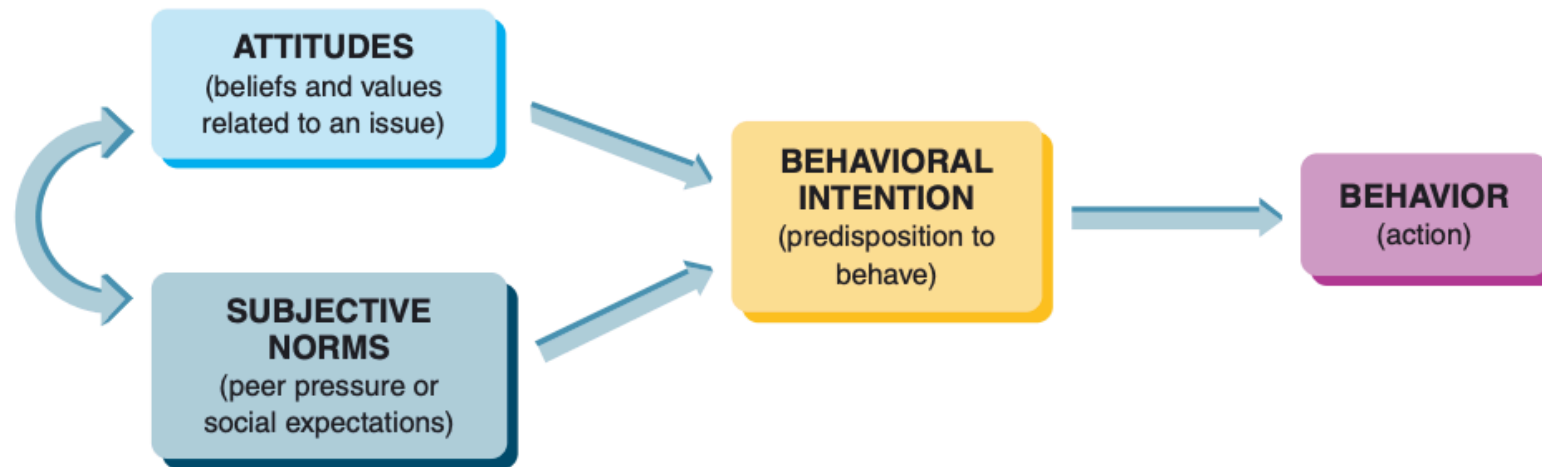 ATTITUDES
(beliefs and values
related to an issue)
SUBJECTIVE
NORMS
(peer pressure or
social expectations)
BEHAVIORAL
INTENTION
(predisposition to
behave)
BEHAVIOR
(action)